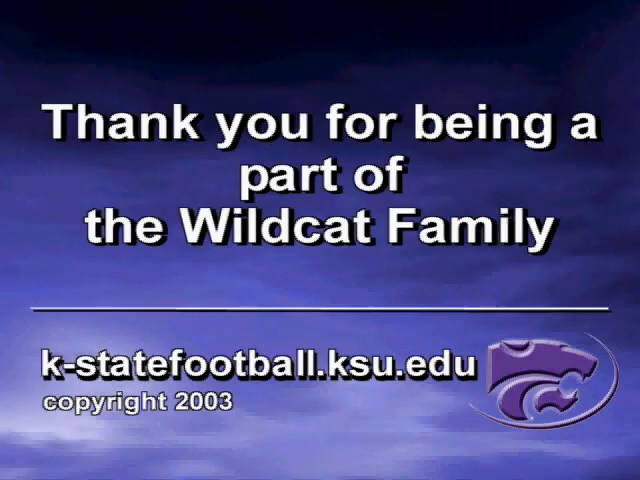 Thank you for being a
part of
the Wildcat Family
k-statefootball.ksu.edu
copyright 2003